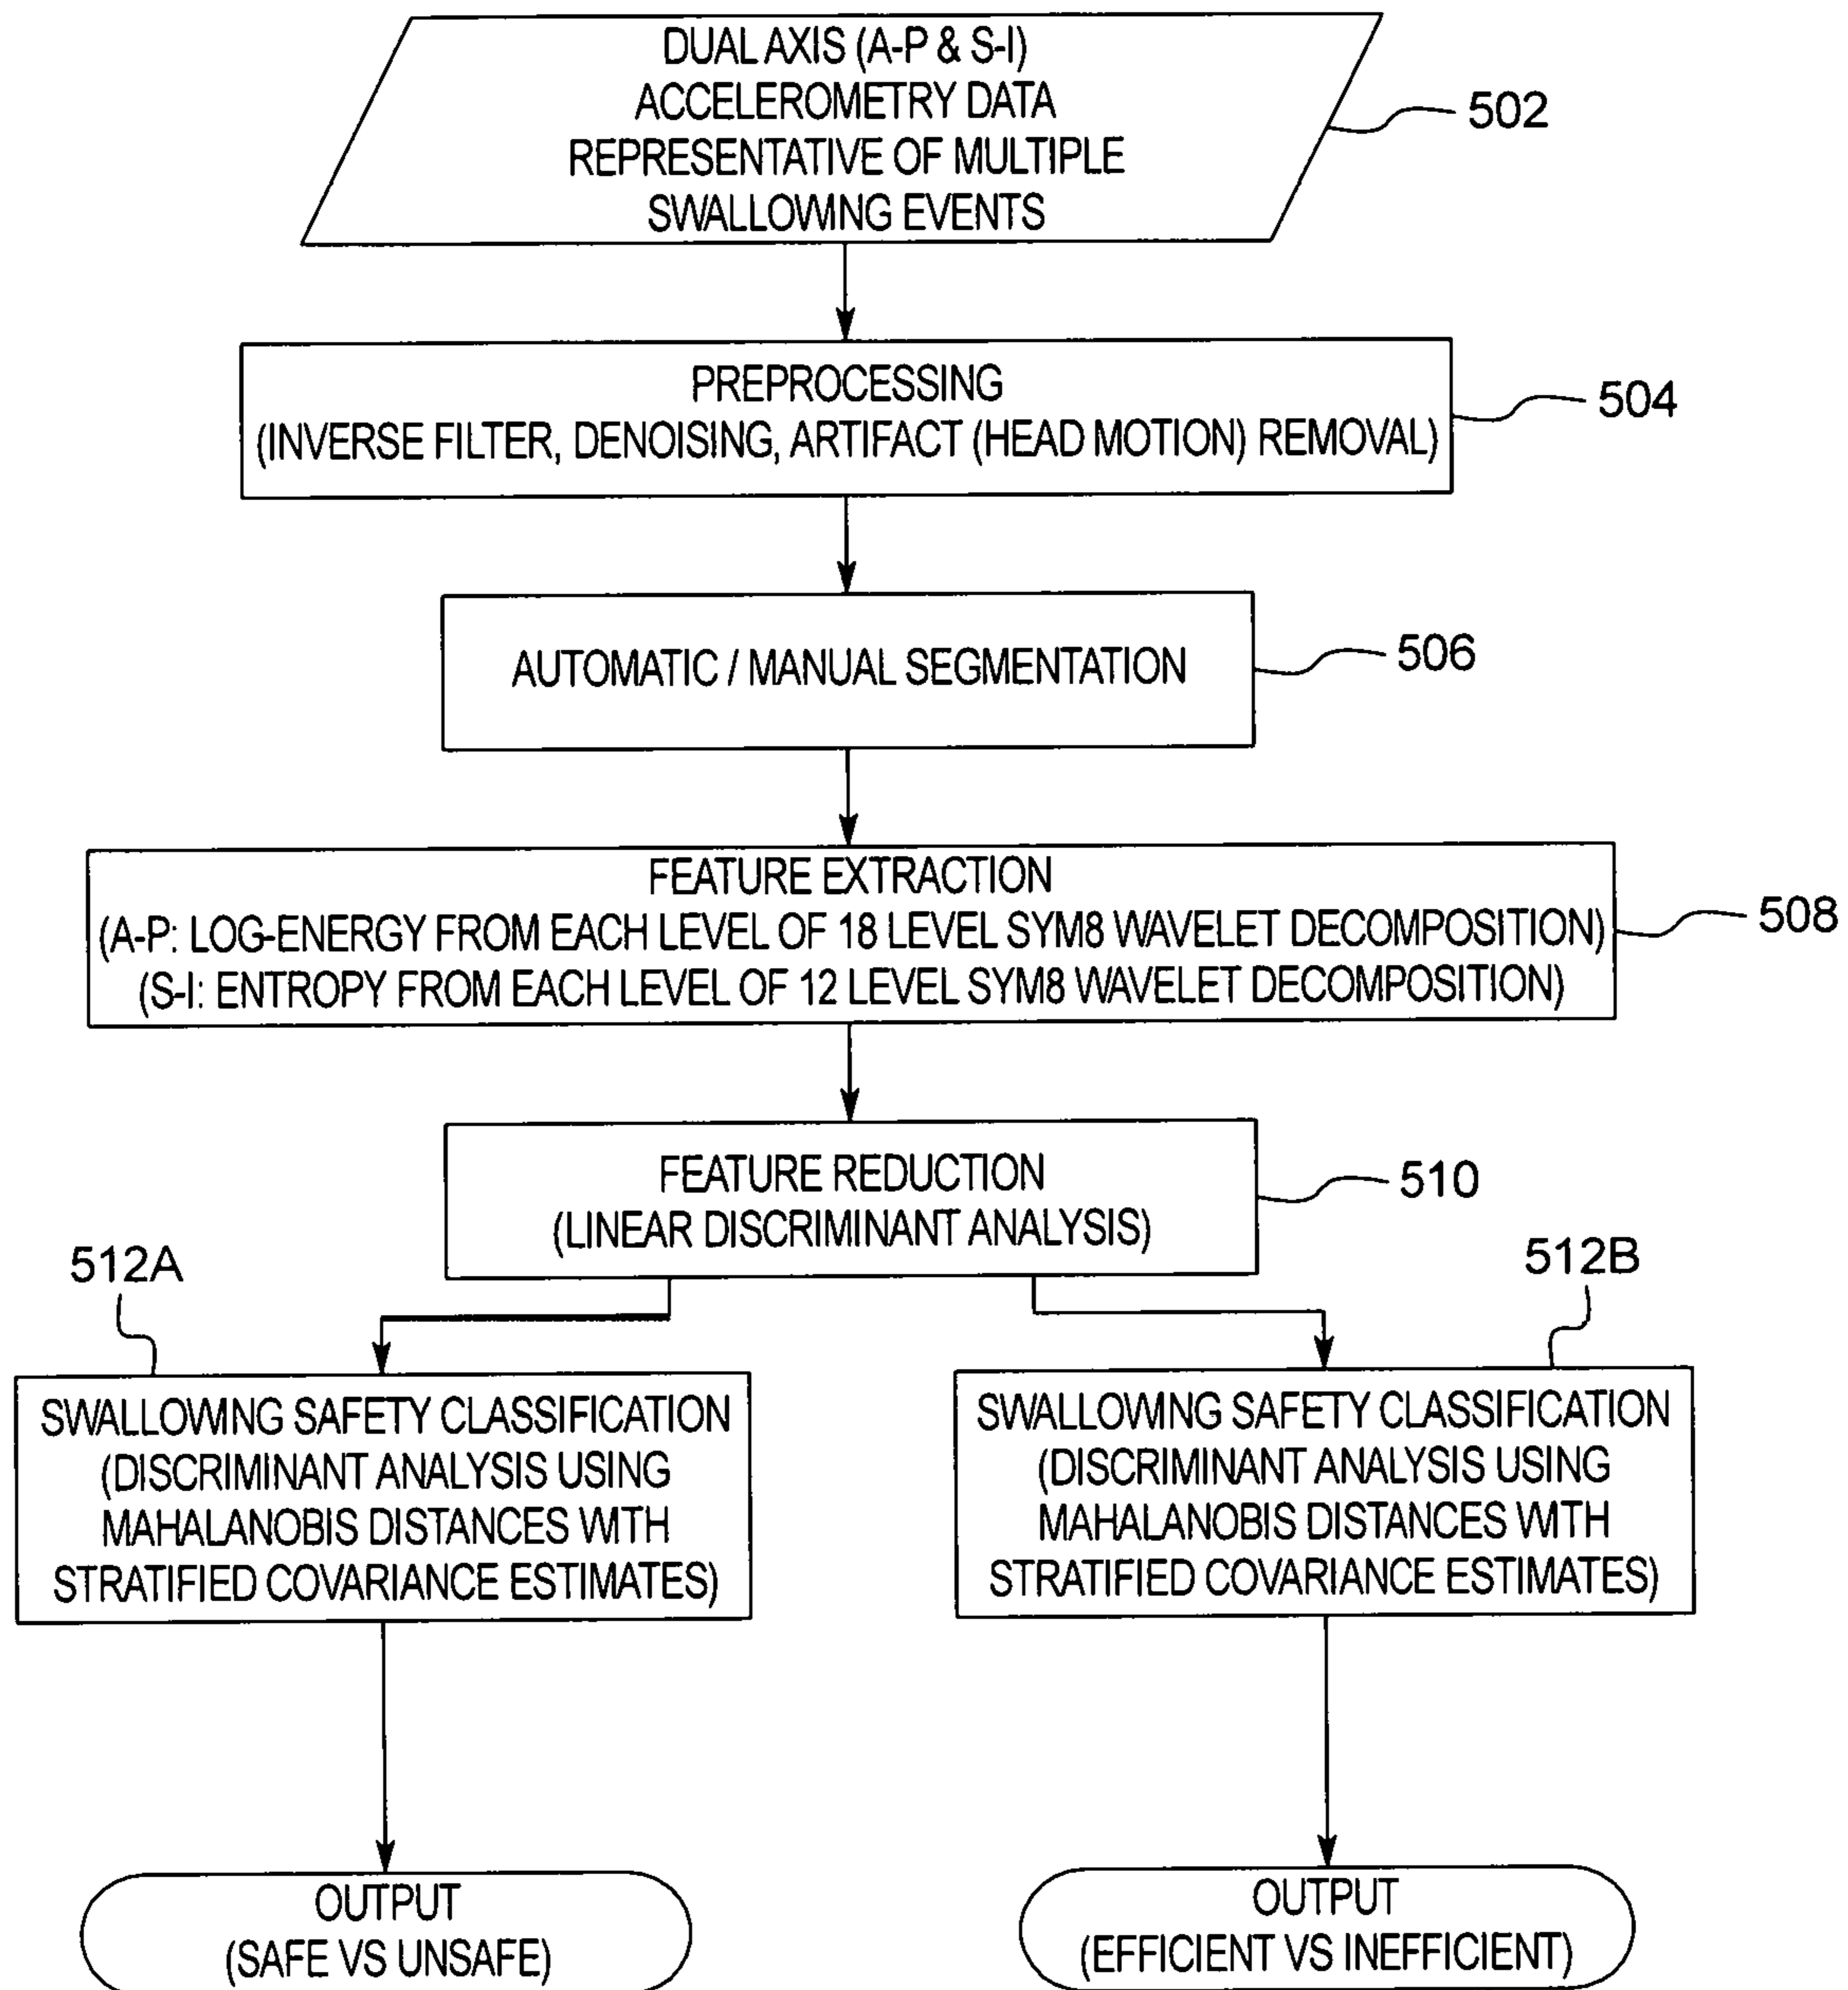 DUAL AXIS (A-P & S-I)
ACCELEROMETRY DATA
REPRESENTATIVE OF MULTIPLE
SWALLOWING EVENTS
502
PREPROCESSING
(INVERSE FILTER, DENOISING, ARTIFACT (HEAD MOTION) REMOVAL)
504
AUTOMATIC / MANUAL SEGMENTATION
506
FEATURE EXTRACTION
(A-P: LOG-ENERGY FROM EACH LEVEL OF 18 LEVEL SYM8 WAVELET DECOMPOSITION)
(S-I: ENTROPY FROM EACH LEVEL OF 12 LEVEL SYM8 WAVELET DECOMPOSITION)
508
FEATURE REDUCTION
(LINEAR DISCRIMINANT ANALYSIS)
510
512A
SWALLOWING SAFETY CLASSIFICATION
(DISCRIMINANT ANALYSIS USING
MAHALANOBIS DISTANCES WITH
STRATIFIED COVARIANCE ESTIMATES)
512B
SWALLOWING SAFETY CLASSIFICATION
(DISCRIMINANT ANALYSIS USING
MAHALANOBIS DISTANCES WITH
STRATIFIED COVARIANCE ESTIMATES)
OUTPUT
(SAFE VS UNSAFE)
OUTPUT
(EFFICIENT VS INEFFICIENT)